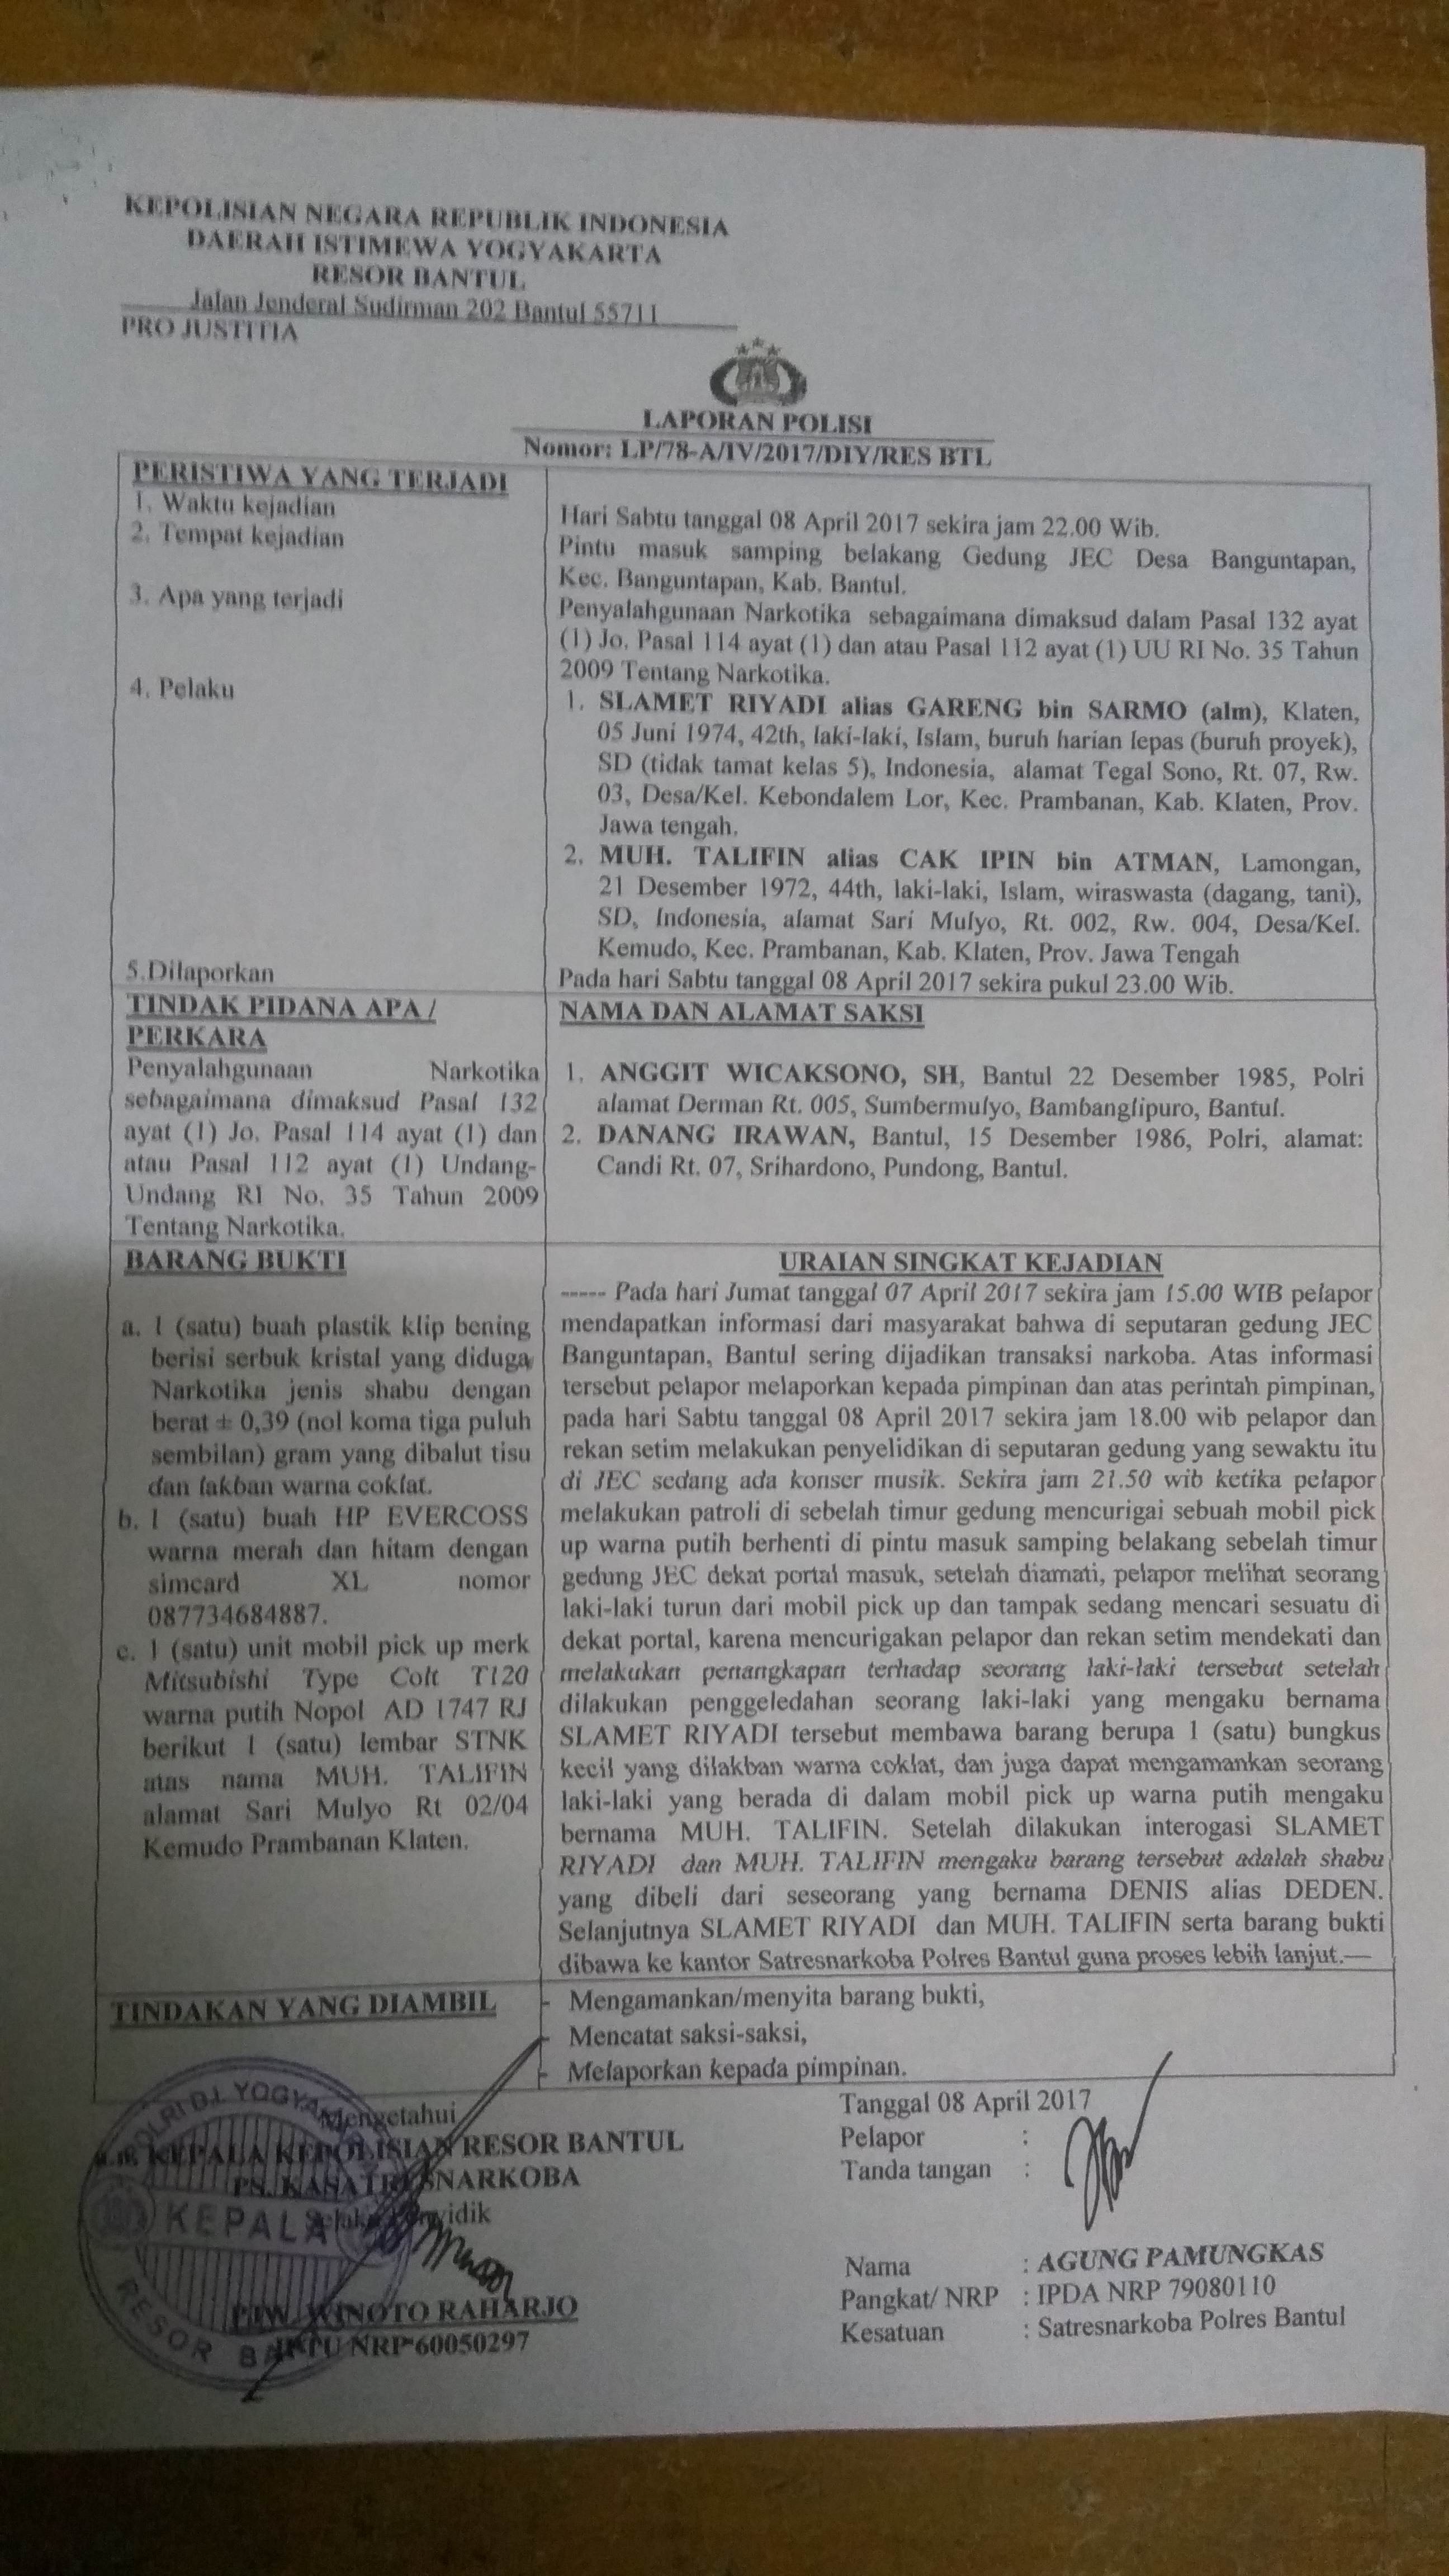 KEPOLISIAN NEGARA REPUBLIK INDONESIA
DAERAH ISTIMEWA YOGYAKARTA
RESOR BANTUL
Jalan Jenderal Sudirman 202 Bantul 55711
PRO JUSTITIA
LAPORAN POLISI
Nomor: LP/78-A/IV/2017/DIY/RES BTL
PERISTIWA YANG TERJADI
1. Waktu kejadian
Hari Sabtu tanggal 08 April 2017 sekira jam 22.00 Wib.
2. Tempat kejadian
Pintu masuk samping belakang Gedung JEC Desa Banguntapan,
Kec. Banguntapan, Kab. Bantul.
3. Apa yang terjadi
Penyalahgunaan Narkotika sebagaimana dimaksud dalam Pasal 132 ayat
(1) Jo. Pasal 114 ayat (1) dan atau Pasal 112 ayat (1) UU RI No. 35 Tahun
2009 Tentang Narkotika.
4. Pelaku
1. SLAMET RIYADI alias GARENG bin SARMO (alm), Klaten,
05 Juni 1974, 42th, laki-laki, Islam, buruh harian lepas (buruh proyek),
SD (tidak tamat kelas 5), Indonesia, alamat Tegal Sono, Rt. 07, Rw.
03, Desa/Kel. Kebondalem Lor, Kec. Prambanan, Kab. Klaten, Prov.
Jawa tengah.
2. MUH. TALIFIN alias CAK IPIN bin ATMAN, Lamongan,
21 Desember 1972, 44th, laki-laki, Islam, wiraswasta (dagang, tani),
SD, Indonesia, alamat Sari Mulyo, Rt. 002, Rw. 004, Desa/Kel.
Kemudo, Kec. Prambanan, Kab. Klaten, Prov. Jawa Tengah
5.Dilaporkan
Pada hari Sabtu tanggal 08 April 2017 sekira pukul 23.00 Wib.
TINDAK PIDANA APA /
PERKARA
Penyalahgunaan Narkotika
sebagaimana dimaksud Pasal 132
ayat (1) Jo. Pasal 114 ayat (1) dan
atau Pasal 112 ayat (1) Undang-
Undang RI No. 35 Tahun 2009
Tentang Narkotika.
NAMA DAN ALAMAT SAKSI
1. ANGGIT WICAKSONO, SH, Bantul 22 Desember 1985, Polri
alamat Derman Rt. 005, Sumbermulyo, Bambanglipuro, Bantul.
2. DANANG IRAWAN, Bantul, 15 Desember 1986, Polri, alamat:
Candi Rt. 07, Srihardono, Pundong, Bantul.
BARANG BUKTI
a. 1 (satu) buah plastik klip bening
berisi serbuk kristal yang diduga
Narkotika jenis shabu dengan
berat ± 0,39 (nol koma tiga puluh
sembilan) gram yang dibalut tisu
dan lakban warna coklat.
b. 1 (satu) buah HP EVERCOSS
warna merah dan hitam dengan
simcard XL nomor
087734684887.
c. 1 (satu) unit mobil pick up merk
Mitsubishi Type Colt T120
warna putih Nopol AD 1747 RJ
berikut 1 (satu) lembar STNK
atas nama MUH. TALIFIN
alamat Sari Mulyo Rt 02/04
Kemudo Prambanan Klaten.
URAIAN SINGKAT KEJADIAN
----- Pada hari Jumat tanggal 07 April 2017 sekira jam 15.00 WIB pelapor
mendapatkan informasi dari masyarakat bahwa di seputaran gedung JEC
Banguntapan, Bantul sering dijadikan transaksi narkoba. Atas informasi
tersebut pelapor melaporkan kepada pimpinan dan atas perintah pimpinan,
pada hari Sabtu tanggal 08 April 2017 sekira jam 18.00 wib pelapor dan
rekan setim melakukan penyelidikan di seputaran gedung yang sewaktu itu
di JEC sedang ada konser musik. Sekira jam 21.50 wib ketika pelapor
melakukan patroli di sebelah timur gedung mencurigai sebuah mobil pick
up warna putih berhenti di pintu masuk samping belakang sebelah timur
gedung JEC dekat portal masuk, setelah diamati, pelapor melihat seorang
laki-laki turun dari mobil pick up dan tampak sedang mencari sesuatu di
dekat portal, karena mencurigakan pelapor dan rekan setim mendekati dan
melakukan penangkapan terhadap seorang laki-laki tersebut setelah
dilakukan penggeledahan seorang laki-laki yang mengaku bernama
SLAMET RIYADI tersebut membawa barang berupa 1 (satu) bungkus
kecil yang dilakban warna coklat, dan juga dapat mengamankan seorang
laki-laki yang berada di dalam mobil pick up warna putih mengaku
bernama MUH. TALIFIN. Setelah dilakukan interogasi SLAMET
RIYADI dan MUH. TALIFIN mengaku barang tersebut adalah shabu
yang dibeli dari seseorang yang bernama DENIS alias DEDEN.
Selanjutnya SLAMET RIYADI dan MUH. TALIFIN serta barang bukti
dibawa ke kantor Satresnarkoba Polres Bantul guna proses lebih lanjut.—
TINDAKAN YANG DIAMBIL
- Mengamankan/menyita barang bukti,
- Mencatat saksi-saksi,
- Melaporkan kepada pimpinan.
Mengetahui
a.n. KEPALA KEPOLISIAN RESOR BANTUL
PS. KASATRESNARKOBA
Selaku Penyidik
WINOTO RAHARJO
IPTU NRP 60050297
KEPALA
RESOR
Tanggal 08 April 2017
Pelapor :
Tanda tangan :
Nama : AGUNG PAMUNGKAS
Pangkat/ NRP : IPDA NRP 79080110
Kesatuan : Satresnarkoba Polres Bantul